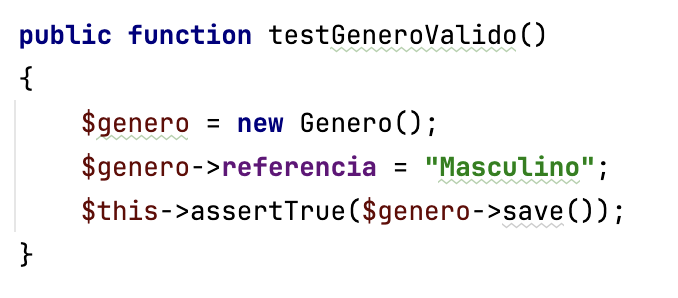 public function testGeneroValido()
{
    $genero = new Genero();
    $genero->referencia = "Masculino";
    $this->assertTrue($genero->save());
}